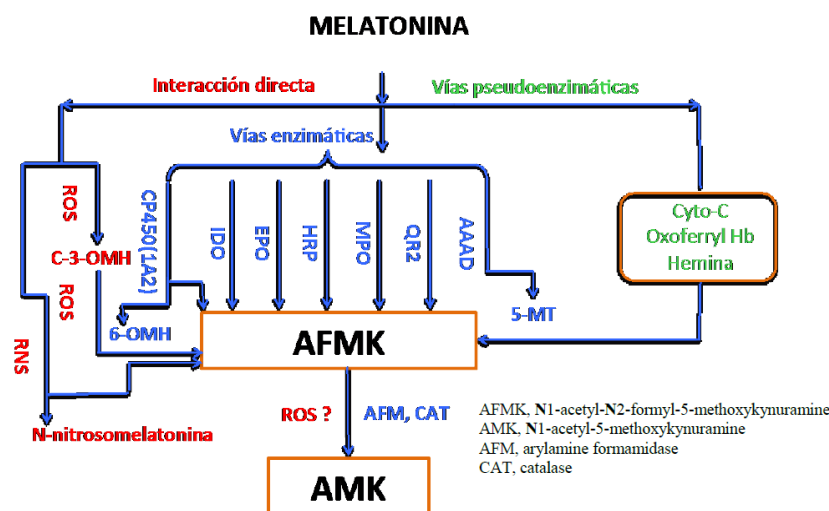 MELATONINA
Interacción directa
Vías pseudoenzimáticas
Vías enzimáticas
ROS
C-3-OMH
ROS
RNS
N-nitrosomelatonina
CP450(1A2)
IDO
EPO
HRP
MPO
QR2
AAAD
6-OMH
5-MT
Cyto-C
Oxoferryl Hb
Hemina
AFMK
ROS ?
AFM, CAT
AMK
AFMK, N1-acetyl-N2-formyl-5-methoxykynuramine
AMK, N1-acetyl-5-methoxykynuramine
AFM, arylamine formamidase
CAT, catalase